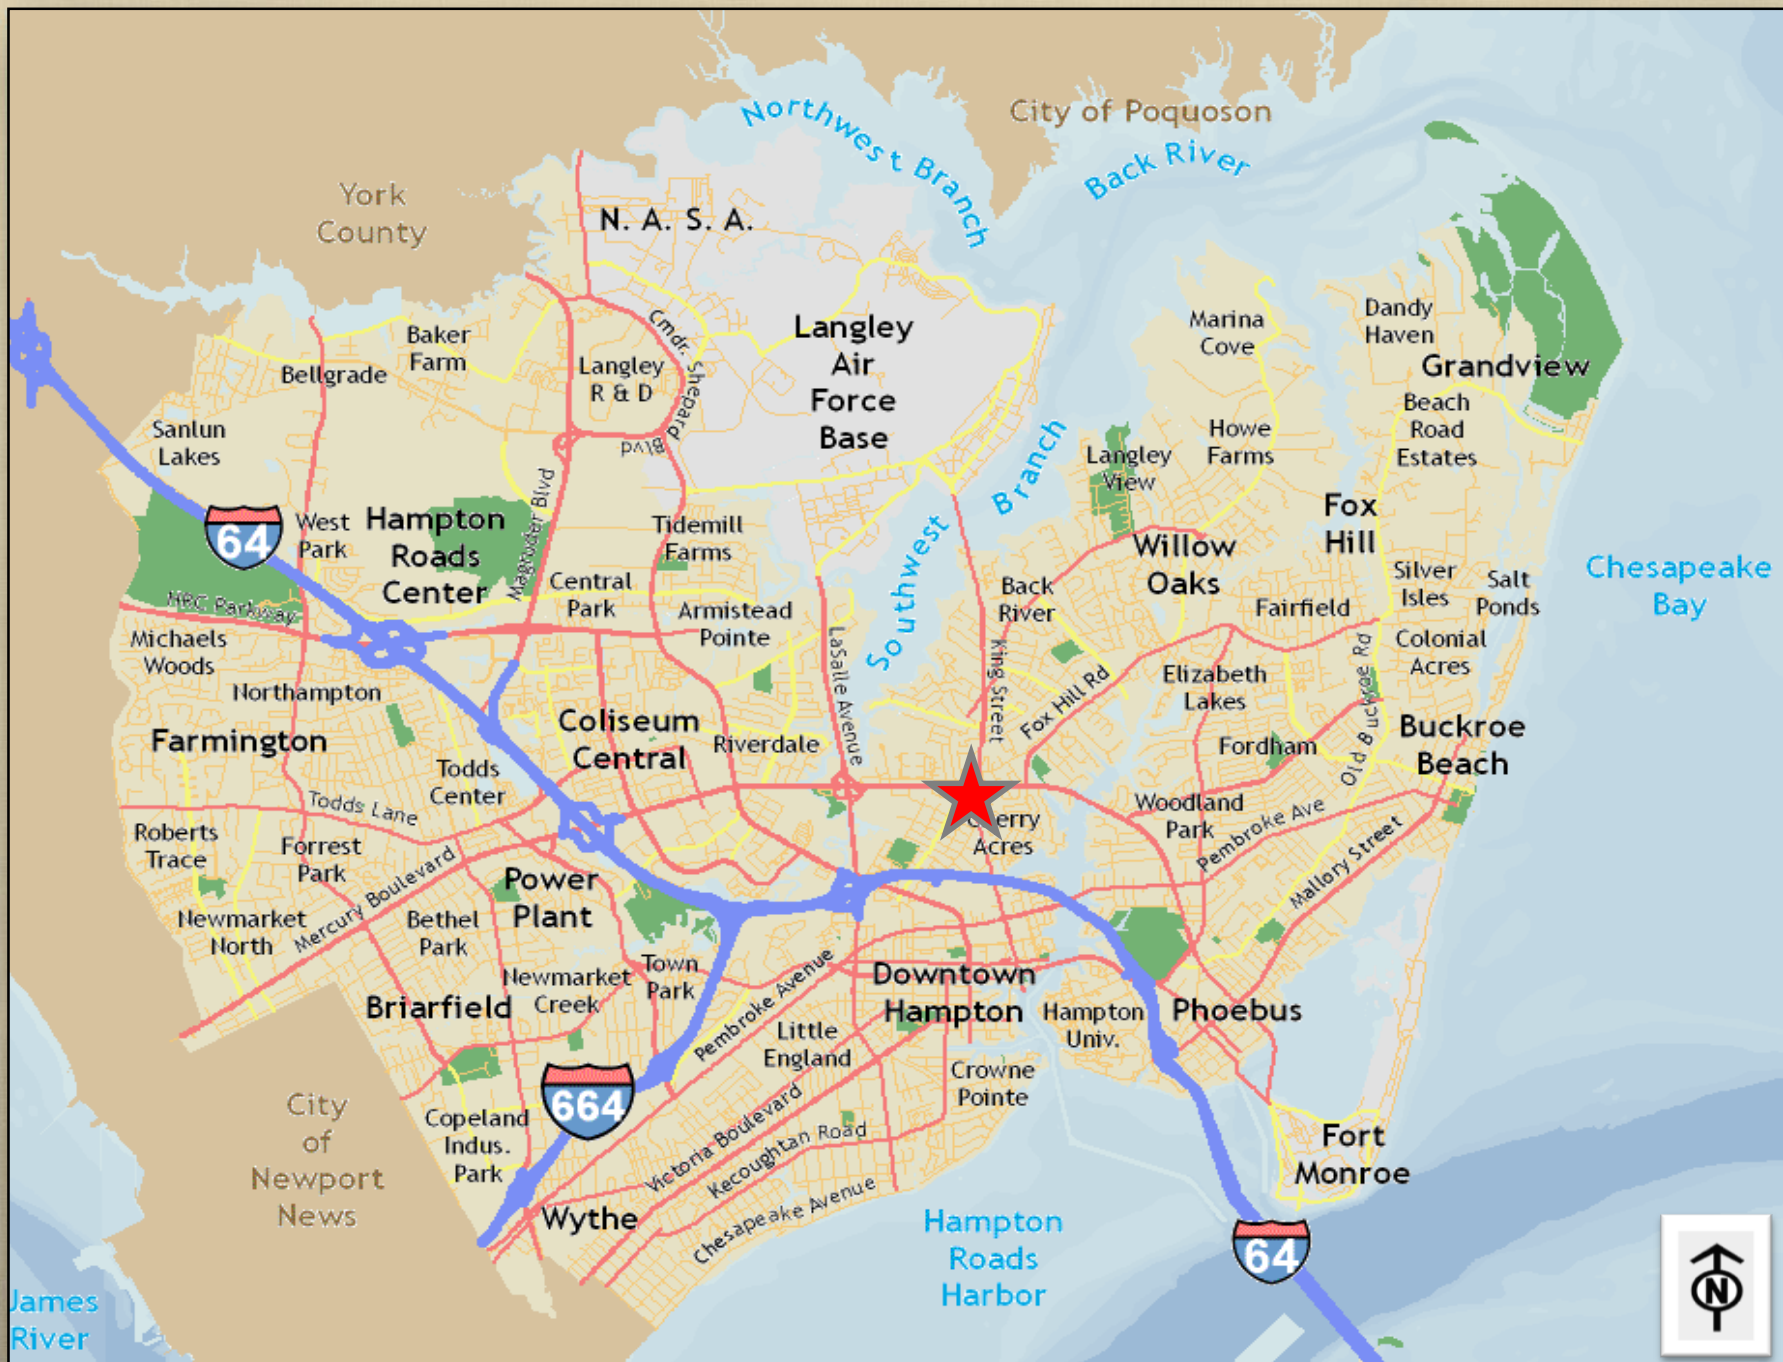 City of Poquoson
Northwest Branch
Back River
York
County
N. A. S. A.
Cmdr. Shepard
Blvd
Langley
Air
Force
Base
Marina
Cove
Dandy
Haven
Grandview
Baker
Farm
Bellgrade
Langley
R & D
Beach
Road
Estates
Howe
Farms
Langley
View
Sanlun
Lakes
Southwest
Branch
Magruder Blvd
64
West
Park
Hampton
Roads
Center
Tidemill
Farms
Fox
Hill
Willow
Oaks
Chesapeake
Bay
Silver
Isles
Salt
Ponds
Central
Park
Back
River
Fairfield
HRC Parkway
Armistead
Pointe
Michaels
Woods
Colonial
Acres
LaSalle Avenue
King Street
Fox Hill Rd
Elizabeth
Lakes
Old Buckroe Rd
Northampton
Farmington
Coliseum
Central
Riverdale
Fordham
Buckroe
Beach
Todds
Center
Todds Lane
Woodland
Park
Pembroke Ave
Roberts
Trace
Forrest
Park
Cherry
Acres
Mallory Street
Mercury Boulevard
Power
Plant
Newmarket
North
Bethel
Park
Newmarket
Creek
Town
Park
Pembroke Avenue
Downtown
Hampton
Briarfield
Little
England
Hampton
Univ.
Phoebus
Crowne
Pointe
664
City
of
Newport
News
Copeland
Indus.
Park
Victoria Boulevard
Kecoughtan Road
Chesapeake Avenue
Fort
Monroe
Wythe
Hampton
Roads
Harbor
64
James
River
N